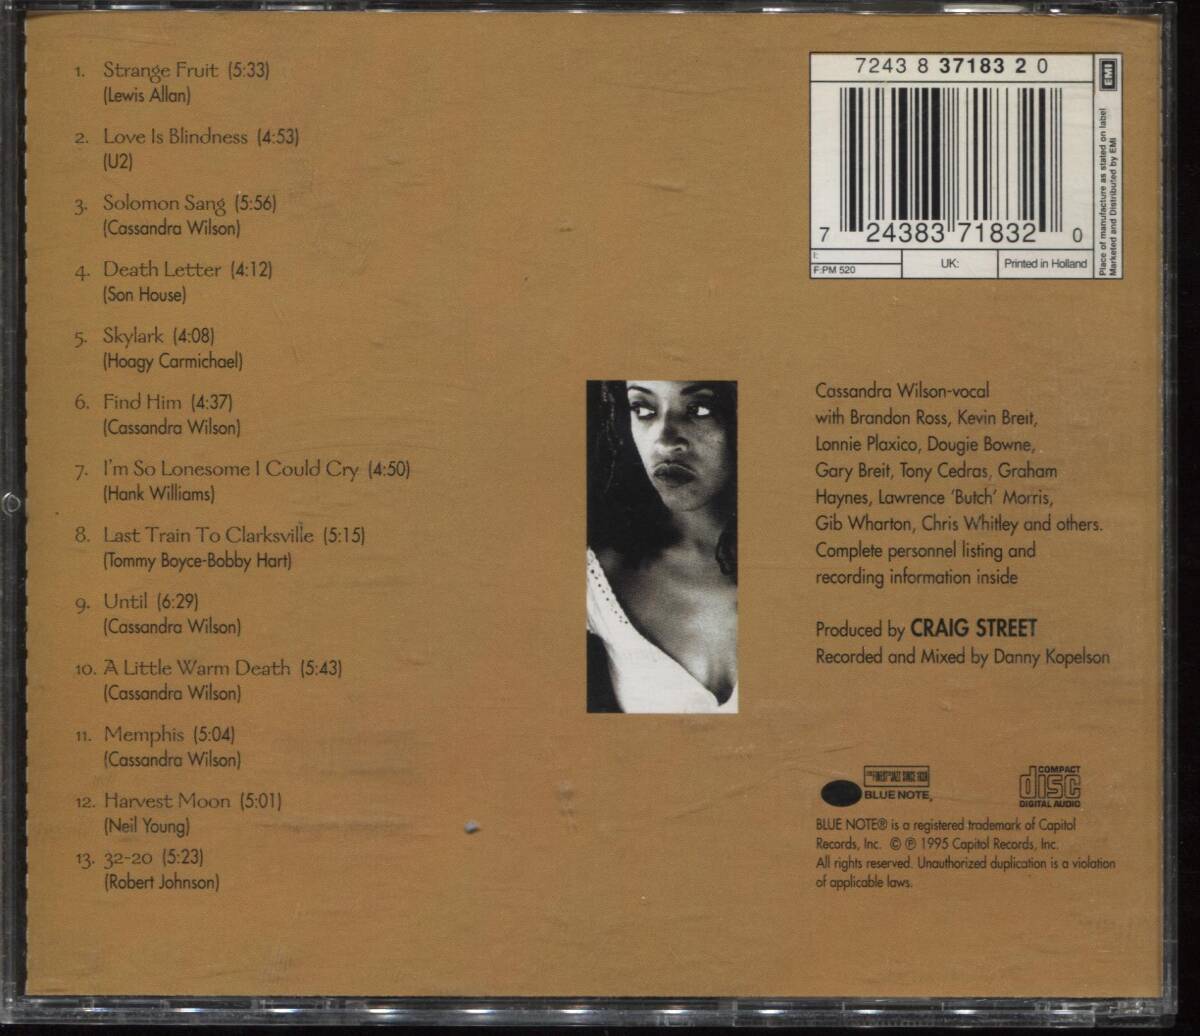 1. Strange Fruit (5:33)
(Lewis Allan)
2. Love Is Blindness (4:53)
(U2)
3. Solomon Sang (5:56)
(Cassandra Wilson)
4. Death Letter (4:12)
(Son House)
5. Skylark (4:08)
(Hoagy Carmichael)
6. Find Him (4:37)
(Cassandra Wilson)
7. I'm So Lonesome I Could Cry (4:50)
(Hank Williams)
8. Last Train To Clarksville (5:15)
(Tommy Boyce-Bobby Hart)
9. Until (6:29)
(Cassandra Wilson)
10. A Little Warm Death (5:43)
(Cassandra Wilson)
11. Memphis (5:04)
(Cassandra Wilson)
12. Harvest Moon (5:01)
(Neil Young)
13. 32-20 (5:23)
(Robert Johnson)
7243 8 37183 2 0
7 24383 71832 0
I:
F:PM 520
UK:
Printed in Holland
EMI
Place of manufacture as stated on label
Marketed and Distributed by EMI
Cassandra Wilson-vocal
with Brandon Ross, Kevin Breit,
Lonnie Plaxico, Dougie Bowne,
Gary Breit, Tony Cedras, Graham
Haynes, Lawrence 'Butch' Morris,
Gib Wharton, Chris Whitley and others.
Complete personnel listing and
recording information inside
Produced by CRAIG STREET
Recorded and Mixed by Danny Kopelson
THE FINEST IN JAZZ SINCE 1939
BLUE NOTE®
COMPACT
disc
DIGITAL AUDIO
BLUE NOTE® is a registered trademark of Capitol
Records, Inc. © ℗ 1995 Capitol Records, Inc.
All rights reserved. Unauthorized duplication is a violation
of applicable laws.